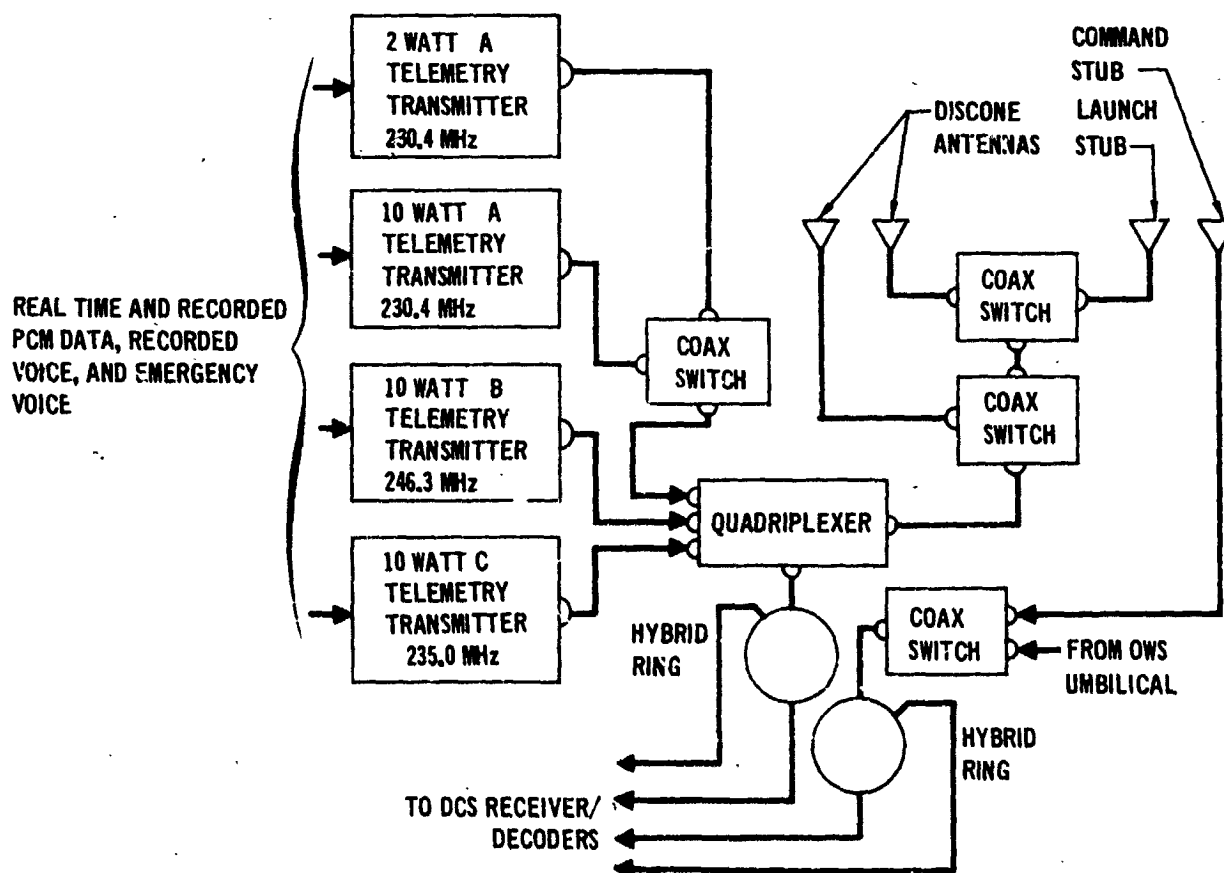 2 WATT A
TELEMETRY
TRANSMITTER
230.4 MHz
10 WATT A
TELEMETRY
TRANSMITTER
230.4 MHz
REAL TIME AND RECORDED
PCM DATA, RECORDED
VOICE, AND EMERGENCY
VOICE
10 WATT B
TELEMETRY
TRANSMITTER
246.3 MHz
10 WATT C
TELEMETRY
TRANSMITTER
235.0 MHz
COAX
SWITCH
DISCONE
ANTENNAS
COMMAND
STUB
LAUNCH
STUB
COAX
SWITCH
COAX
SWITCH
QUADRIPLEXER
HYBRID
RING
COAX
SWITCH
FROM OWS
UMBILICAL
HYBRID
RING
TO DCS RECEIVER/
DECODERS